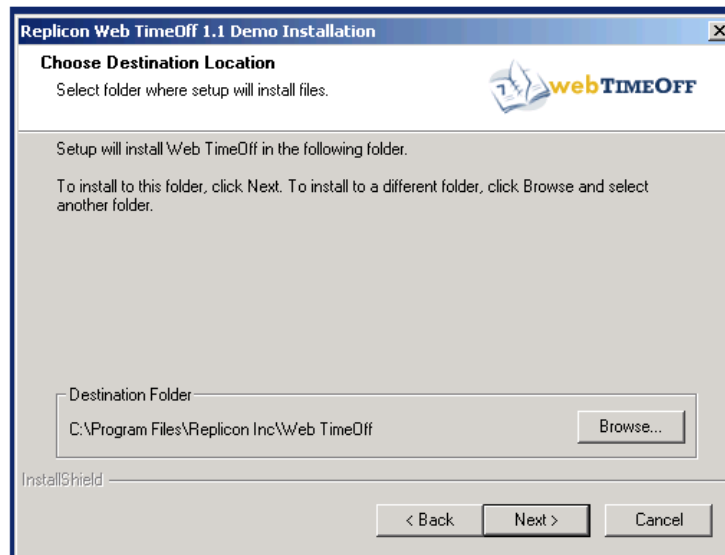 Replicon Web TimeOff 1.1 Demo Installation
Choose Destination Location
Select folder where setup will install files.
webTIMEOFF
Setup will install Web TimeOff in the following folder.
To install to this folder, click Next. To install to a different folder, click Browse and select
another folder.
Destination Folder
C:\Program Files\Replicon Inc\Web TimeOff
Browse...
InstallShield
< Back
Next >
Cancel